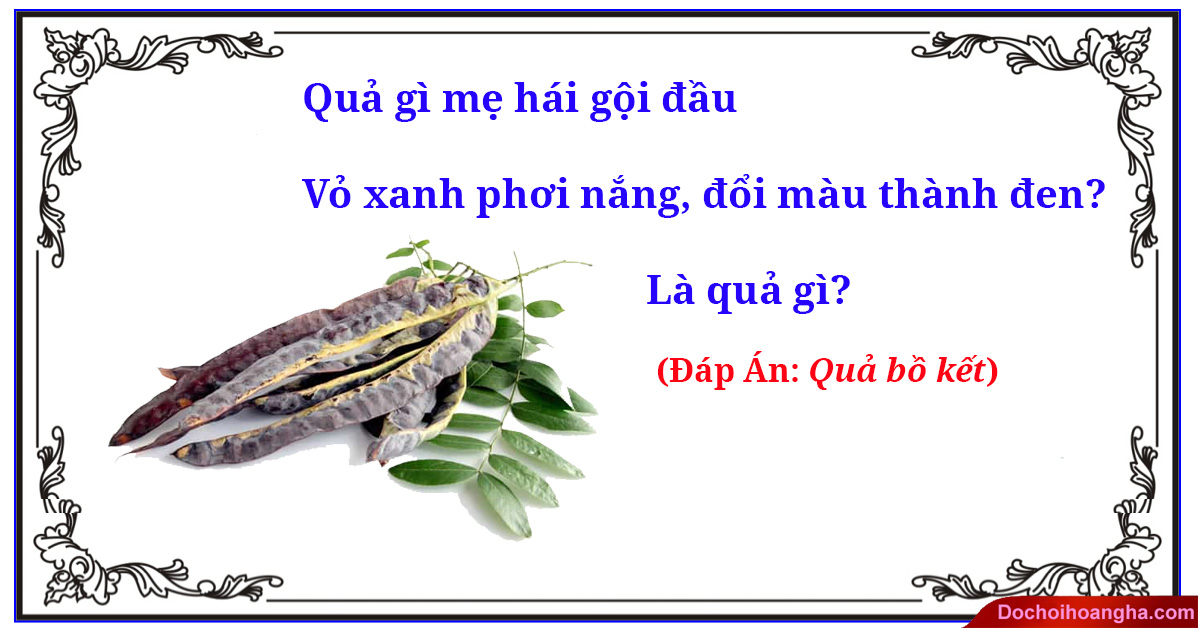 Quả gì mẹ hái gội đầu
Vỏ xanh phơi nắng, đổi màu thành đen?
Là quả gì?
(Đáp Án: Quả bồ kết)
Dochoihoangha.com